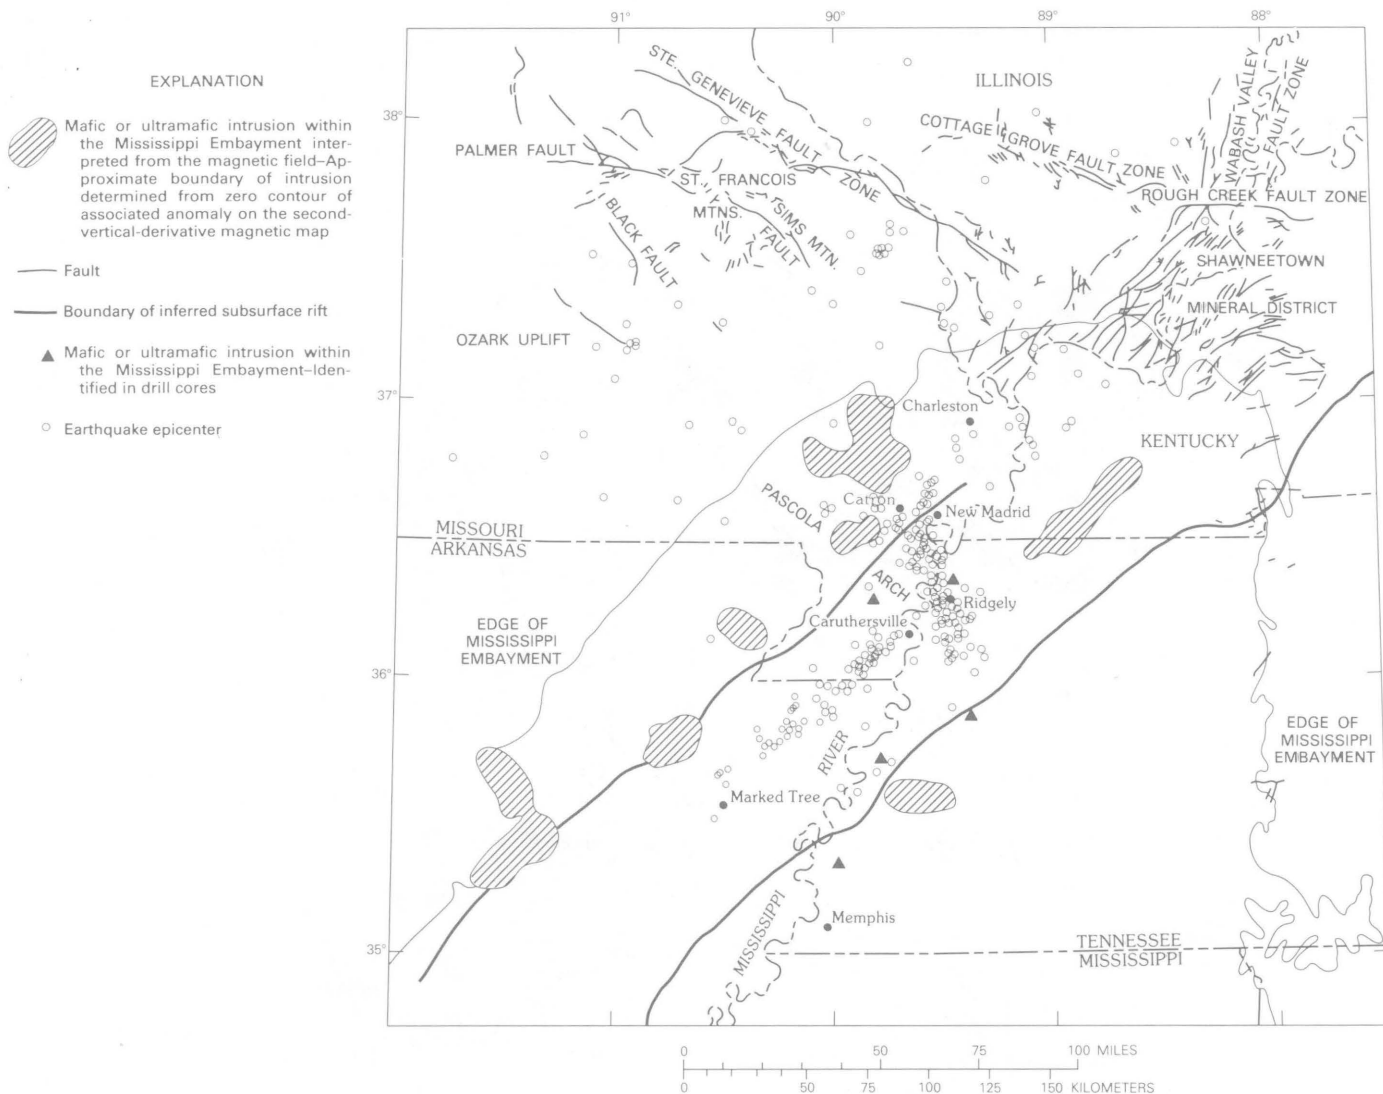 91°
90°
89°
88°
EXPLANATION
Mafic or ultramafic intrusion within
the Mississippi Embayment inter-
preted from the magnetic field–Ap-
proximate boundary of intrusion
determined from zero contour of
associated anomaly on the second-
vertical-derivative magnetic map
Fault
Boundary of inferred subsurface rift
Mafic or ultramafic intrusion within
the Mississippi Embayment–Iden-
tified in drill cores
Earthquake epicenter
38°
37°
36°
35°
STE. GENEVIEVE FAULT
ZONE
ILLINOIS
WABASH VALLEY
FAULT ZONE
COTTAGE GROVE FAULT ZONE
PALMER FAULT
ST. FRANCOIS
MTNS.
SIMS MTN.
FAULT
BLACK FAULT
ROUGH CREEK FAULT ZONE
SHAWNEETOWN
MINERAL DISTRICT
OZARK UPLIFT
Charleston
KENTUCKY
PASCOLA
ARCH
Catron
New Madrid
MISSOURI
ARKANSAS
Ridgely
Caruthersville
EDGE OF
MISSISSIPPI
EMBAYMENT
EDGE OF
MISSISSIPPI
EMBAYMENT
MISSISSIPPI
RIVER
Marked Tree
Memphis
TENNESSEE
MISSISSIPPI
0 50 75 100 MILES
0 50 75 100 125 150 KILOMETERS